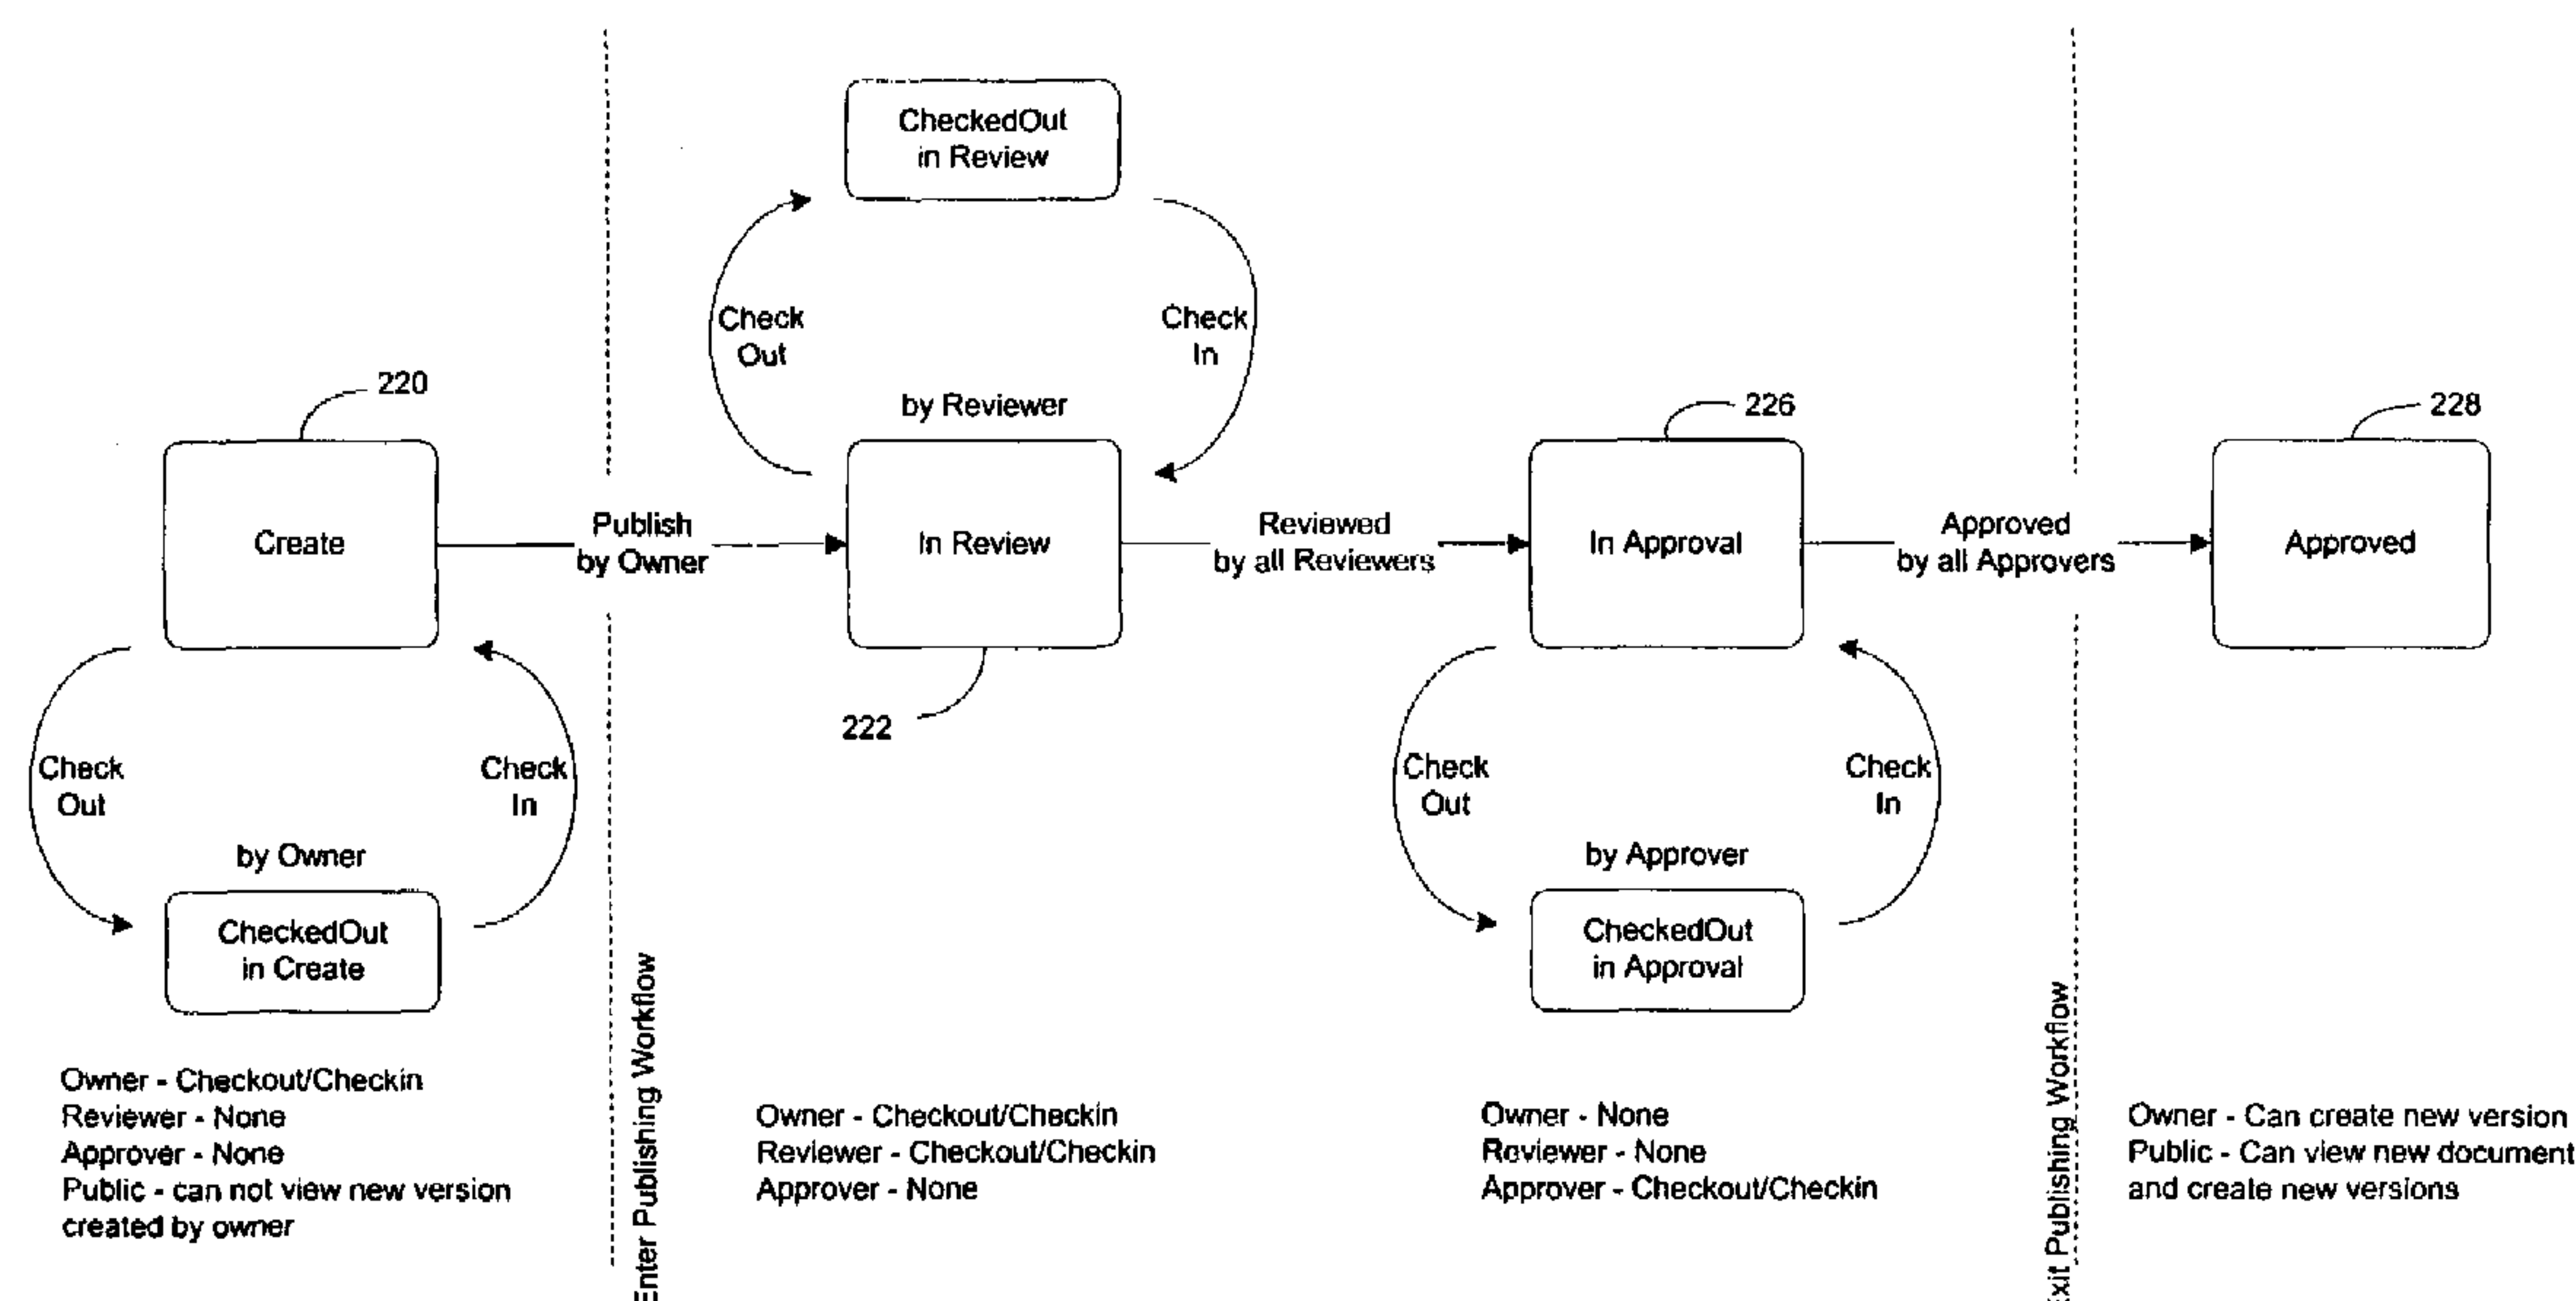 CheckedOut
in Review
Check
Out
Check
In
by Reviewer
220
226
228
Create
Publish
by Owner
In Review
Reviewed
by all Reviewers
In Approval
Approved
by all Approvers
Approved
222
Check
Out
Check
In
by Owner
CheckedOut
in Create
Check
Out
Check
In
by Approver
CheckedOut
in Approval
Enter Publishing Workflow
Exit Publishing Workflow
Owner - Checkout/Checkin
Reviewer - None
Approver - None
Public - can not view new version
created by owner
Owner - Checkout/Checkin
Reviewer - Checkout/Checkin
Approver - None
Owner - None
Reviewer - None
Approver - Checkout/Checkin
Owner - Can create new version
Public - Can view new document
and create new versions